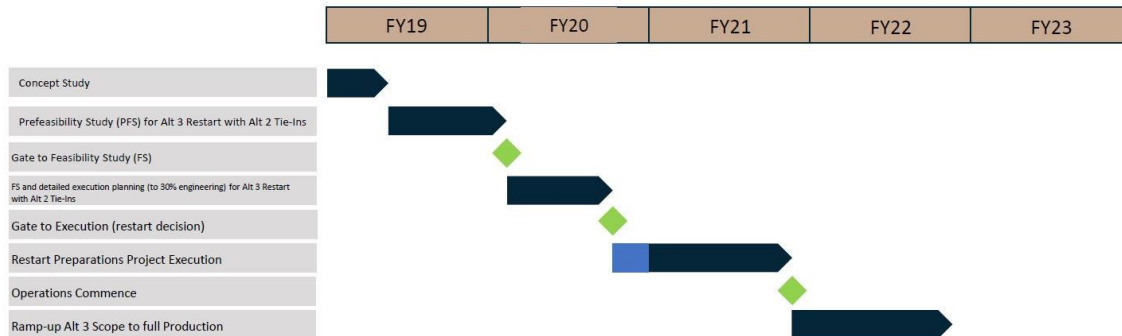 FY19 FY20 FY21 FY22 FY23
Concept Study
Prefeasibility Study (PFS) for Alt 3 Restart with Alt 2 Tie-Ins
Gate to Feasibility Study (FS)
FS and detailed execution planning (to 30% engineering) for Alt 3 Restart
with Alt 2 Tie-Ins
Gate to Execution (restart decision)
Restart Preparations Project Execution
Operations Commence
Ramp-up Alt 3 Scope to full Production